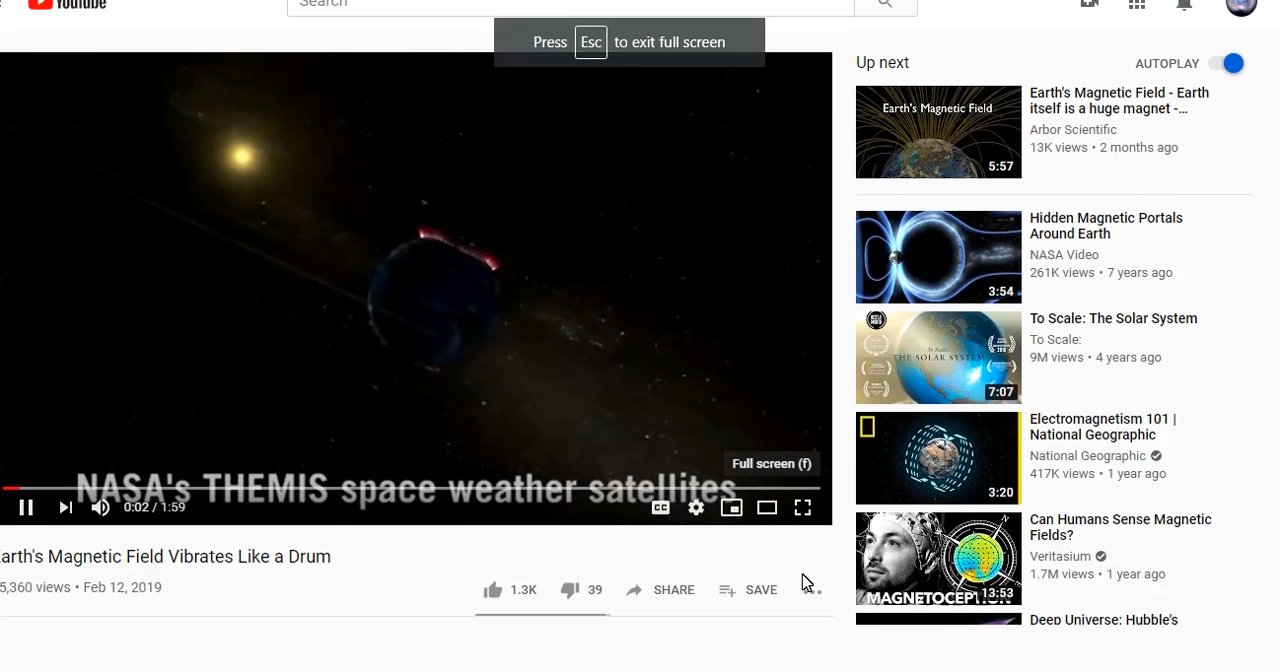 YouTube
Search
Press Esc to exit full screen
NASA's THEMIS space weather satellites
Full screen (f)
0:02 / 1:59
CC
arth's Magnetic Field Vibrates Like a Drum
5,360 views • Feb 12, 2019
1.3K
39
SHARE
SAVE
Up next
AUTOPLAY
Earth's Magnetic Field
5:57
Earth's Magnetic Field - Earth
itself is a huge magnet -...
Arbor Scientific
13K views • 2 months ago
3:54
Hidden Magnetic Portals
Around Earth
NASA Video
261K views • 7 years ago
To Scale:
THE SOLAR SYSTEM
7:07
To Scale: The Solar System
To Scale:
9M views • 4 years ago
3:20
Electromagnetism 101 |
National Geographic
National Geographic
417K views • 1 year ago
N
MAGNETOCEPTION
13:53
Can Humans Sense Magnetic
Fields?
Veritasium
1.7M views • 1 year ago
Deep Universe: Hubble's